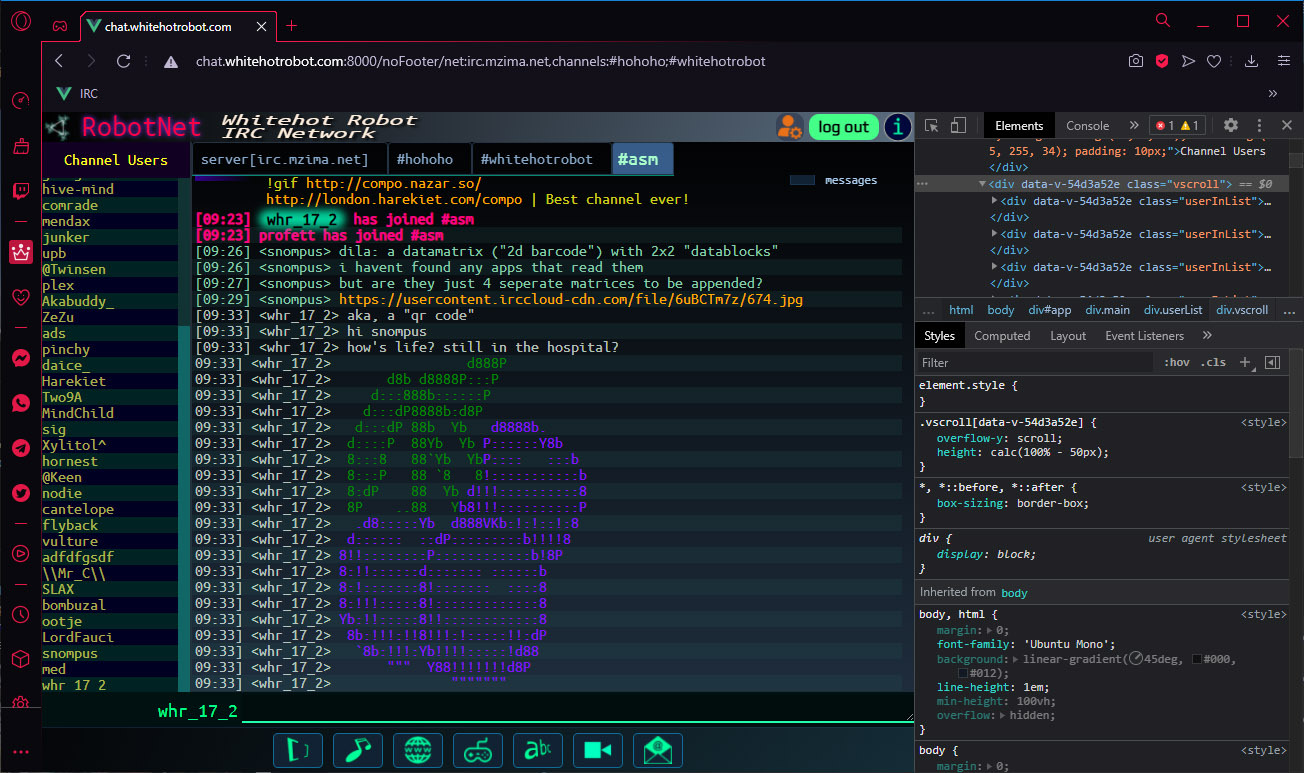 chat.whitehotrobot.com
chat.whitehotrobot.com:8000/noFooter/net:irc.mzima.net,channels:#hohoho;#whitehotrobot
IRC
»
RobotNet
Whitehot Robot
IRC Network
log out
i
Channel Users
server[irc.mzima.net]
#hohoho
#whitehotrobot
#asm
hive-mind
comrade
mendax
junker
upb
@Twinsen
plex
Akabuddy_
ZeZu
ads
pinchy
daice_
Harekiet
Two9A
MindChild
sig
Xylitol^
hornest
@Keen
nodie
cantelope
flyback
vulture
adfdfgsdf
\\Mr_C\\
SLAX
bombuzal
ootje
LordFauci
snompus
med
whr_17_2
!gif http://compo.nazar.so/
messages
http://london.harekiet.com/compo | Best channel ever!
[09:23] whr_17_2 has joined #asm
[09:23] profett has joined #asm
[09:26] <snompus> dila: a datamatrix ("2d barcode") with 2x2 "datablocks"
[09:26] <snompus> i havent found any apps that read them
[09:27] <snompus> but are they just 4 seperate matrices to be appended?
[09:29] <snompus> https://usercontent.irccloud-cdn.com/file/6uBCTm7z/674.jpg
[09:33] <whr_17_2> aka, a "qr code"
[09:33] <whr_17_2> hi snompus
[09:33] <whr_17_2> how's life? still in the hospital?
09:33] <whr_17_2>                 d888P
09:33] <whr_17_2>       d8b d8888P:::P
09:33] <whr_17_2>     d:::888b::::::P
09:33] <whr_17_2>    d:::dP8888b:d8P
09:33] <whr_17_2>   d:::dP 88b  Yb   d8888b.
09:33] <whr_17_2>  d::::P  88Yb  Yb P::::::Y8b
09:33] <whr_17_2>  8:::8   88`Yb  YbP::::   :::b
09:33] <whr_17_2>  8:::P   88 `8   8!:::::::::::b
09:33] <whr_17_2>  8:dP    88  Yb d!!!::::::::::8
09:33] <whr_17_2>  8P    ..88   Yb8!!!::::::::::P
09:33] <whr_17_2>   .d8:::::Yb  d888VKb:!:!::!:8
09:33] <whr_17_2>  d::::::  ::dP:::::::::b!!!!8
09:33] <whr_17_2> 8!!::::::::P::::::::::::b!8P
09:33] <whr_17_2> 8:!!::::::d::::::: ::::::b
09:33] <whr_17_2> 8:!:::::::8!:::::::  ::::8
09:33] <whr_17_2> 8:!!!:::::8!::::::::::::::8
09:33] <whr_17_2> Yb:!!:::::8!!::::::::::::8
09:33] <whr_17_2>  8b:!!!:!!8!!!:!:::::!!:dP
09:33] <whr_17_2>   `8b:!!!:Yb!!!!:::::!d88
09:33] <whr_17_2>       """  Y88!!!!!!!d8P
09:33] <whr_17_2>               """""""
whr_17_2
abc
Elements
Console
»
1
1
5, 255, 34); padding: 10px;">Channel Users
</div>
<div data-v-54d3a52e class="vscroll"> == $0
<div data-v-54d3a52e class="userInList">…
</div>
<div data-v-54d3a52e class="userInList">…
</div>
<div data-v-54d3a52e class="userInList">…
</div>
... html body div#app div.main div.userList div.vscroll ...
Styles
Computed
Layout
Event Listeners
»
Filter
:hov .cls +
element.style {
}
.vscroll[data-v-54d3a52e] { <style>
overflow-y: scroll;
height: calc(100% - 50px);
}
*, *::before, *::after { <style>
box-sizing: border-box;
}
div { user agent stylesheet
display: block;
}
Inherited from body
body, html { <style>
margin: 0;
font-family: 'Ubuntu Mono';
background: linear-gradient(45deg, #000,
#012);
line-height: 1em;
min-height: 100vh;
overflow: hidden;
}
body { <style>
margin: 0;